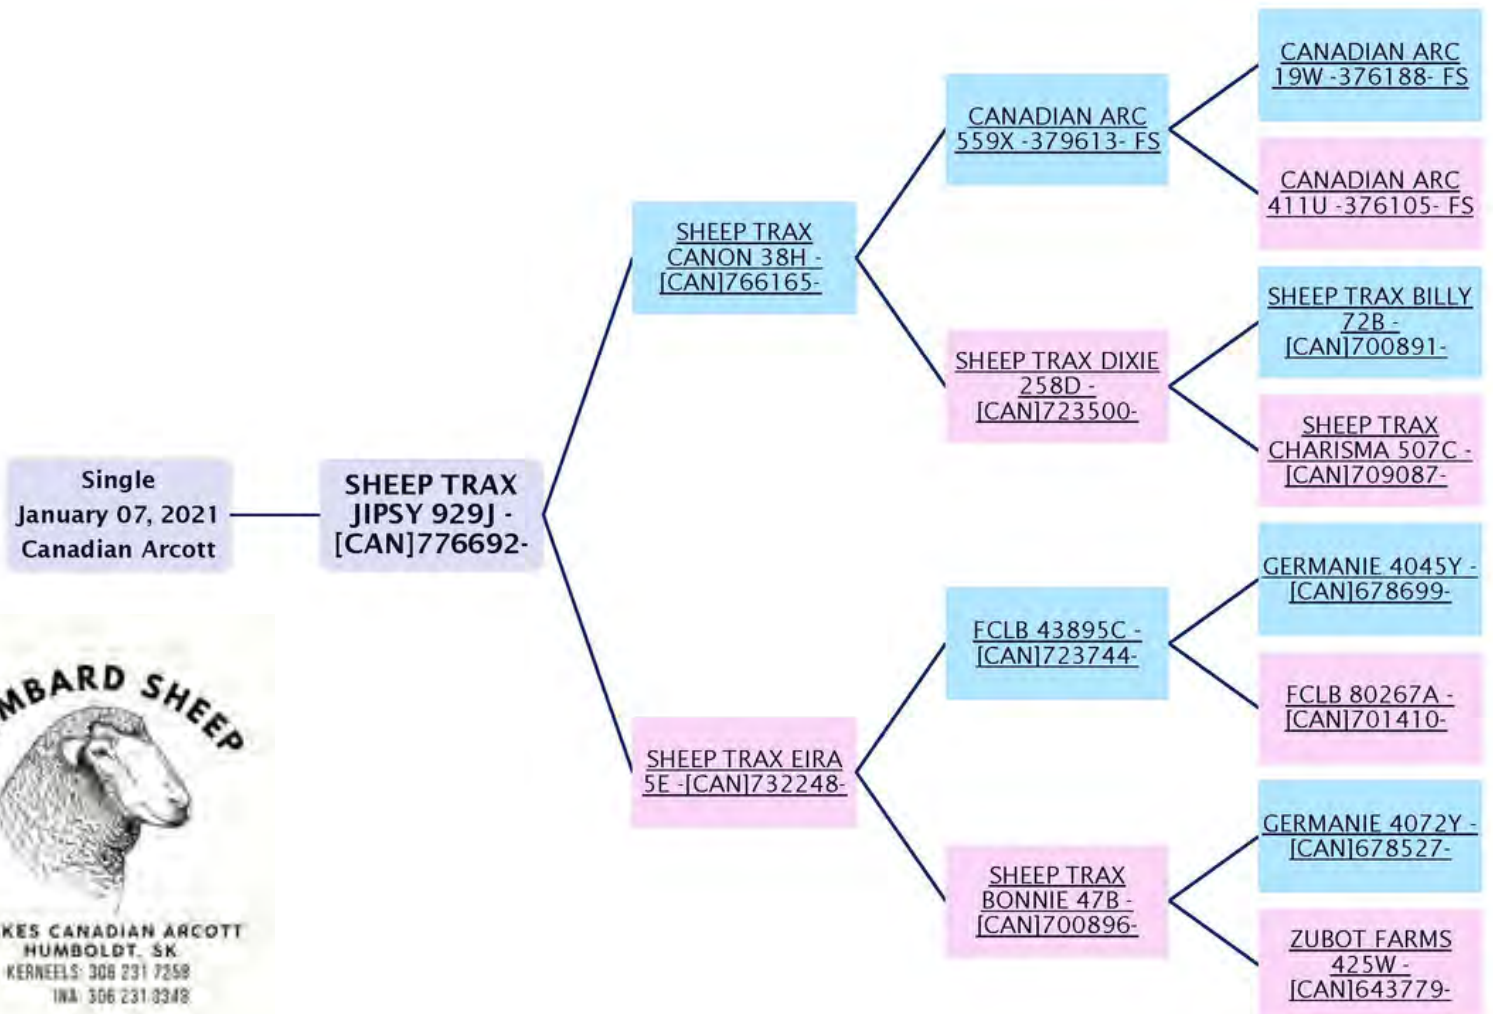 Single
January 07, 2021
Canadian Arcott
SHEEP TRAX
JIPSY 929J -
[CAN]776692-
SHEEP TRAX
CANON 38H -
[CAN]766165-
SHEEP TRAX EIRA
5E -[CAN]732248-
CANADIAN ARC
559X -379613- FS
SHEEP TRAX DIXIE
258D -
[CAN]723500-
FCLB 43895C -
[CAN]723744-
SHEEP TRAX
BONNIE 47B -
[CAN]700896-
CANADIAN ARC
19W -376188- FS
CANADIAN ARC
411U -376105- FS
SHEEP TRAX BILLY
72B -
[CAN]700891-
SHEEP TRAX
CHARISMA 507C -
[CAN]709087-
GERMANIE 4045Y -
[CAN]678699-
FCLB 80267A -
[CAN]701410-
GERMANIE 4072Y -
[CAN]678527-
ZUBOT FARMS
425W -
[CAN]643779-
MBARD SHEEP
KES CANADIAN ARCOTT
HUMBOLDT, SK
KERNEELS: 306 231 7258
INA: 306 231